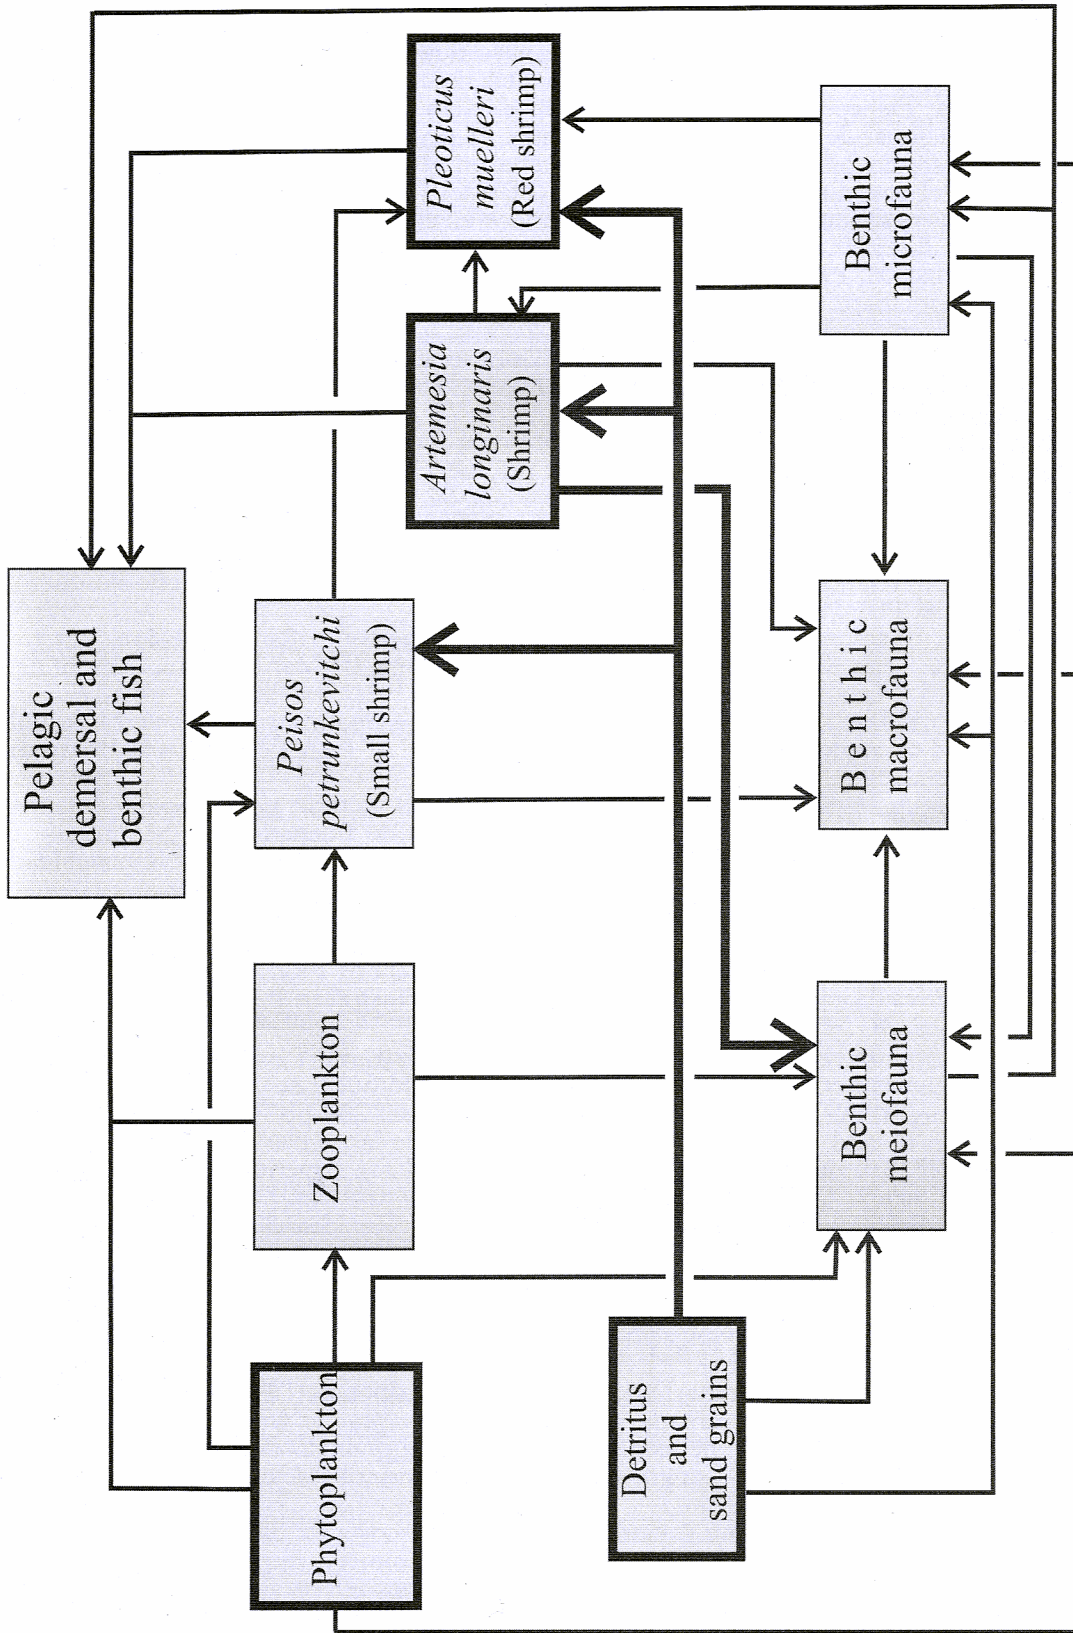 Pelagic
demersal and
benthic fish
Phytoplankton
Zooplankton
Peisos
petrunkevitchi
(Small shrimp)
Artemesia
longinaris
(Shrimp)
Pleoticus
muelleri
(Red shrimp)
Detritus
and
sand grains
Benthic
meiofauna
Benthic
macrofauna
Benthic
microfauna